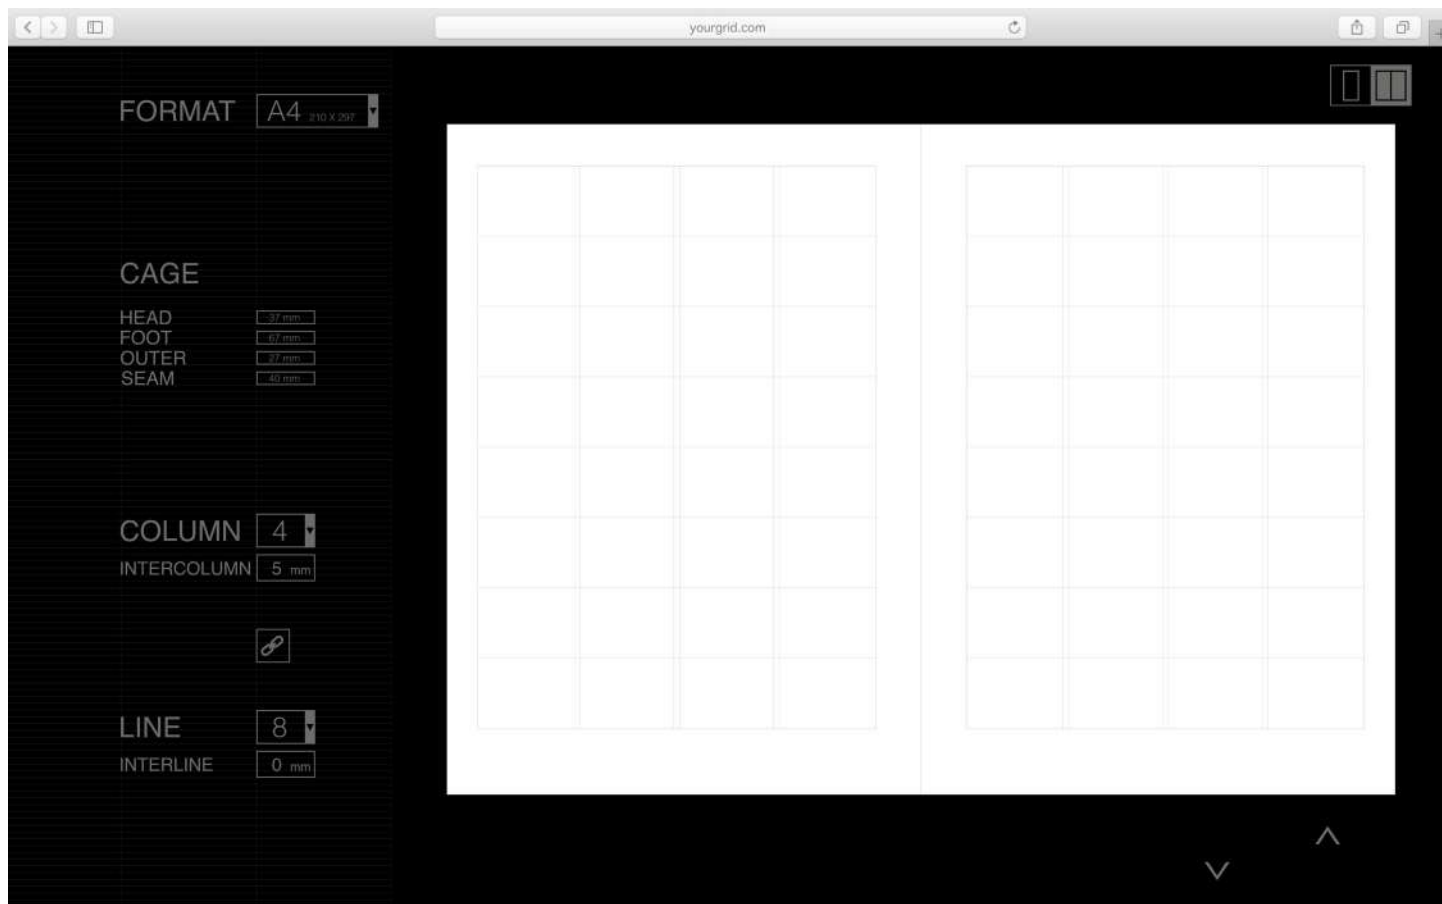 yourgrid.com
FORMAT A4 210 X 297
CAGE
HEAD 37 mm
FOOT 67 mm
OUTER 27 mm
SEAM 40 mm
COLUMN 4
INTERCOLUMN 5 mm
LINE 8
INTERLINE 0 mm